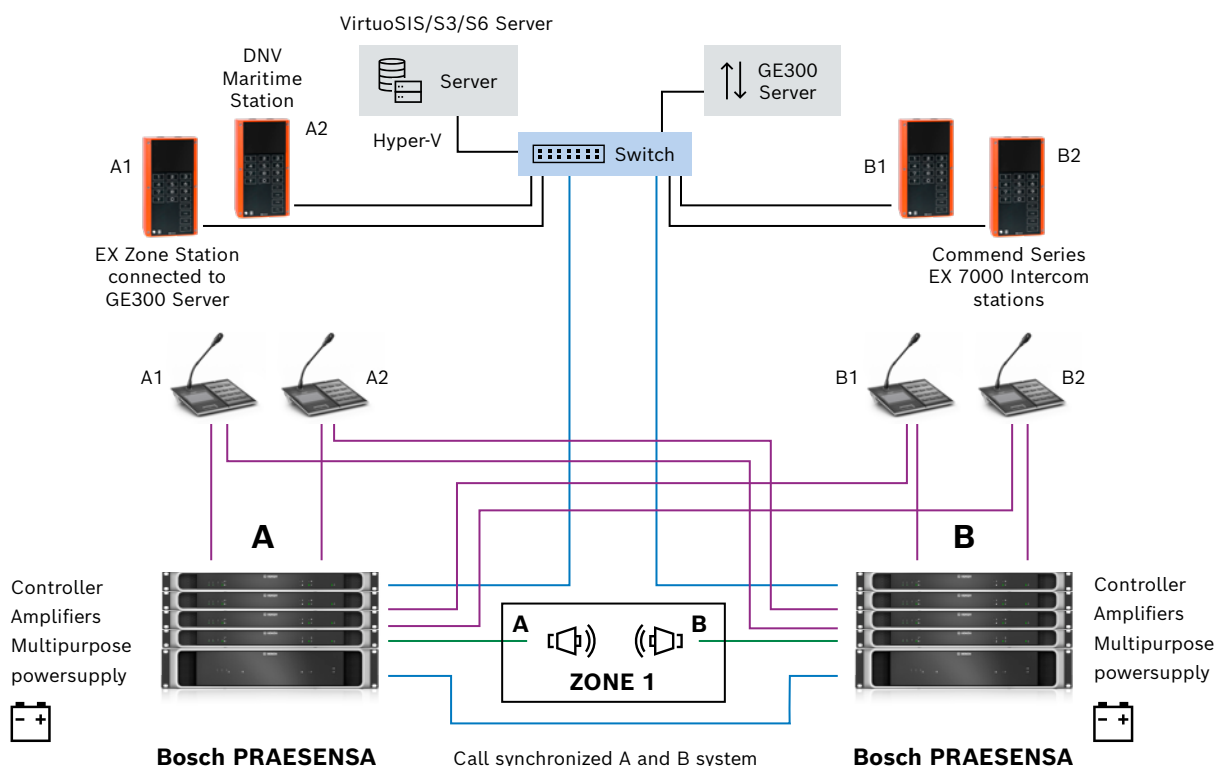 VirtuoSIS/S3/S6 Server
DNV
Maritime
Station
Server
GE300
Server
A2
Hyper-V
Switch
A1
B1
B2
EX Zone Station
connected to
GE300 Server
Commend Series
EX 7000 Intercom
stations
A1
A2
B1
B2
A
B
Controller
Amplifiers
Multipurpose
powersupply
A
B
ZONE 1
Controller
Amplifiers
Multipurpose
powersupply
- +
- +
Bosch PRAESENSA
Call synchronized A and B system
Bosch PRAESENSA